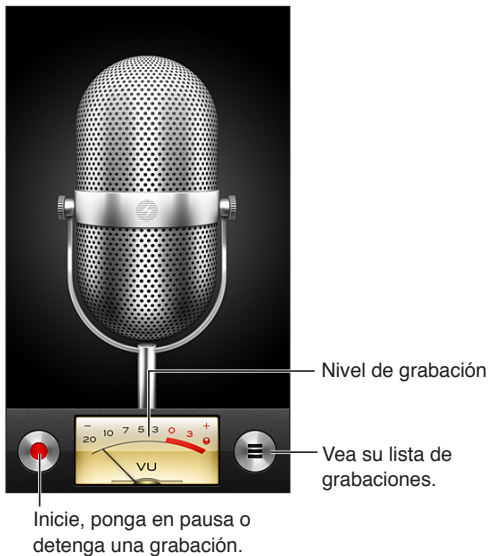 Nivel de grabación
− +
20 10 7 5 3 0 3
VU
Vea su lista de
grabaciones.
Inicie, ponga en pausa o
detenga una grabación.